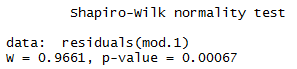 Shapiro-Wilk normality test
data:  residuals(mod.1)
W = 0.9661, p-value = 0.00067